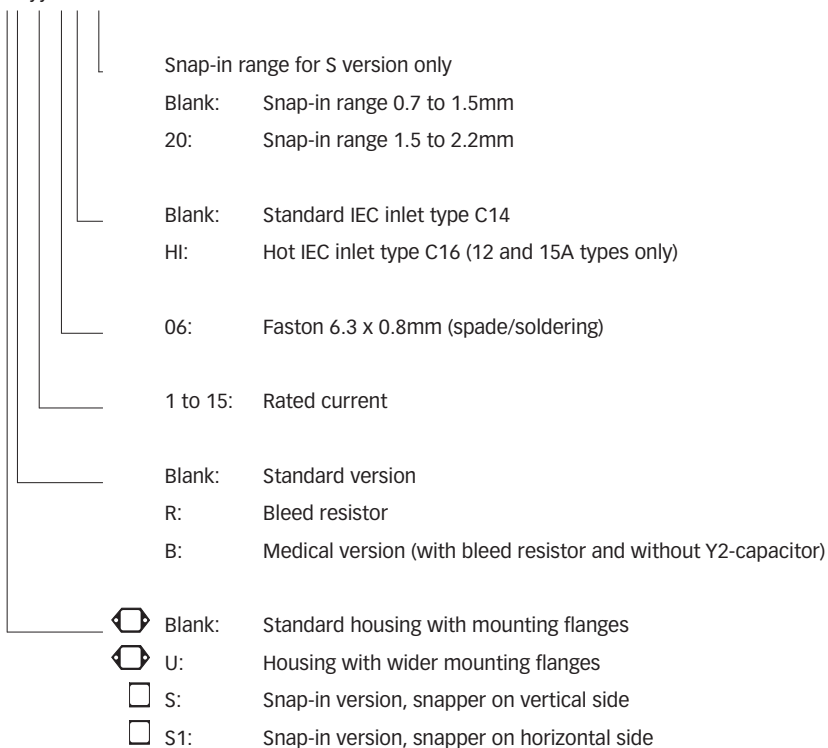 Snap-in range for S version only
Blank: Snap-in range 0.7 to 1.5mm
20: Snap-in range 1.5 to 2.2mm
Blank: Standard IEC inlet type C14
HI: Hot IEC inlet type C16 (12 and 15A types only)
06: Faston 6.3 x 0.8mm (spade/soldering)
1 to 15: Rated current
Blank: Standard version
R: Bleed resistor
B: Medical version (with bleed resistor and without Y2-capacitor)
Blank: Standard housing with mounting flanges
U: Housing with wider mounting flanges
S: Snap-in version, snapper on vertical side
S1: Snap-in version, snapper on horizontal side